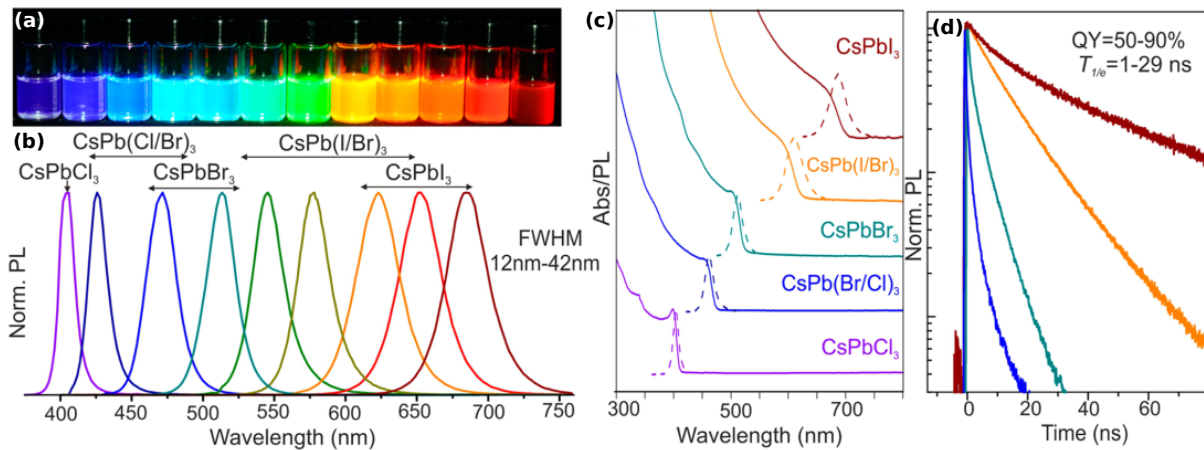 (a)
(b)
CsPb(Cl/Br)₃
CsPb(I/Br)₃
CsPbCl₃
CsPbBr₃
CsPbI₃
FWHM
12nm-42nm
Norm. PL
400 450 500 550 600 650 700 750
Wavelength (nm)
(c)
CsPbI₃
CsPb(I/Br)₃
CsPbBr₃
CsPb(Br/Cl)₃
CsPbCl₃
Abs/PL
300 500 700
Wavelength (nm)
(d)
QY=50-90%
T₁/ₑ=1-29 ns
Norm. PL
0 20 40 60
Time (ns)